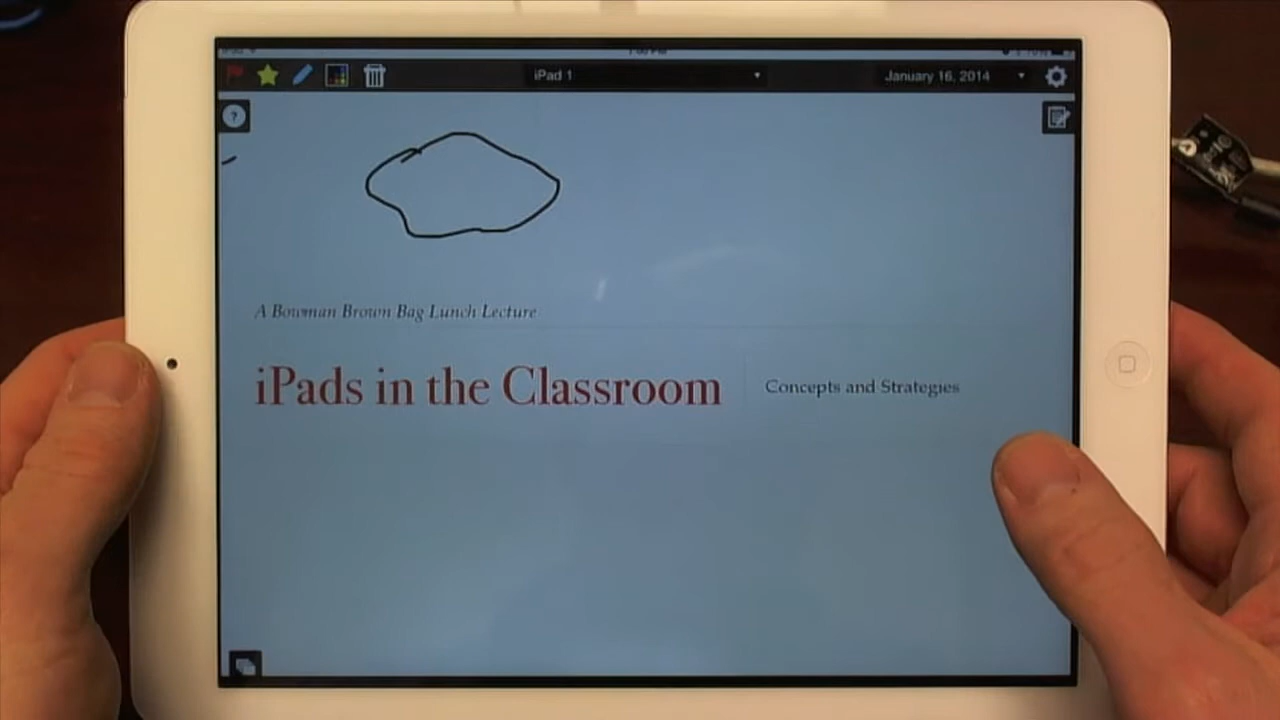 iPad 1
January 16, 2014
?
A Bowman Brown Bag Lunch Lecture
iPads in the Classroom
Concepts and Strategies